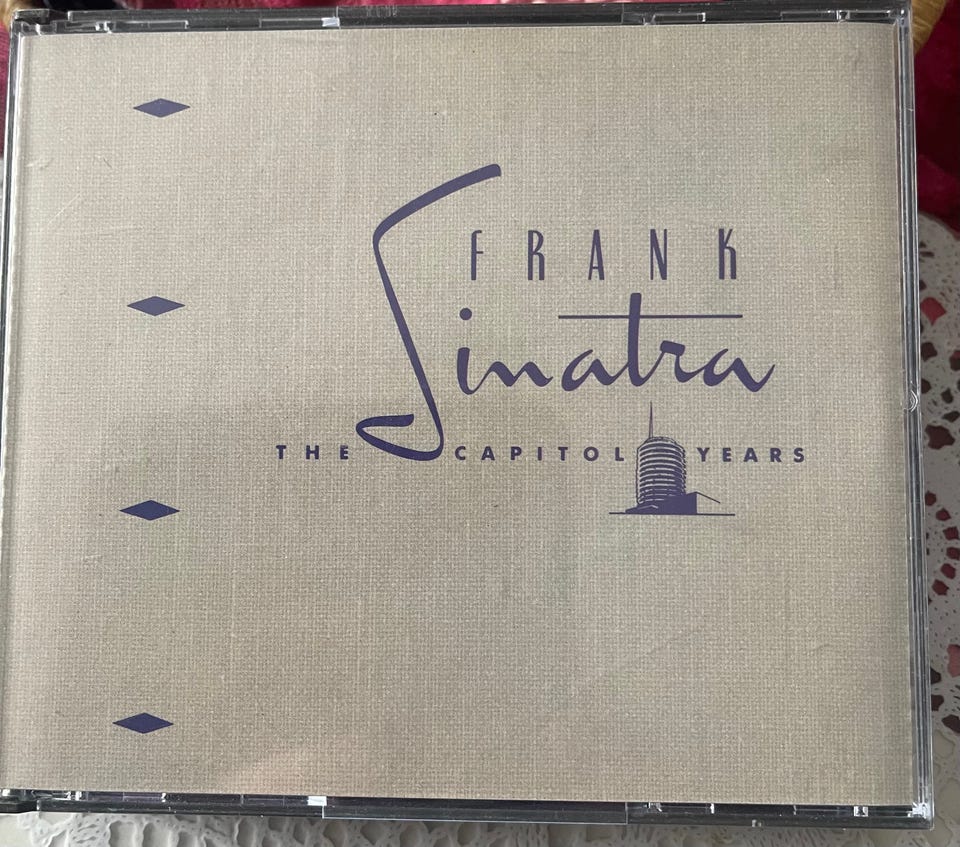 FRANK
Sinatra
THE CAPITOL YEARS